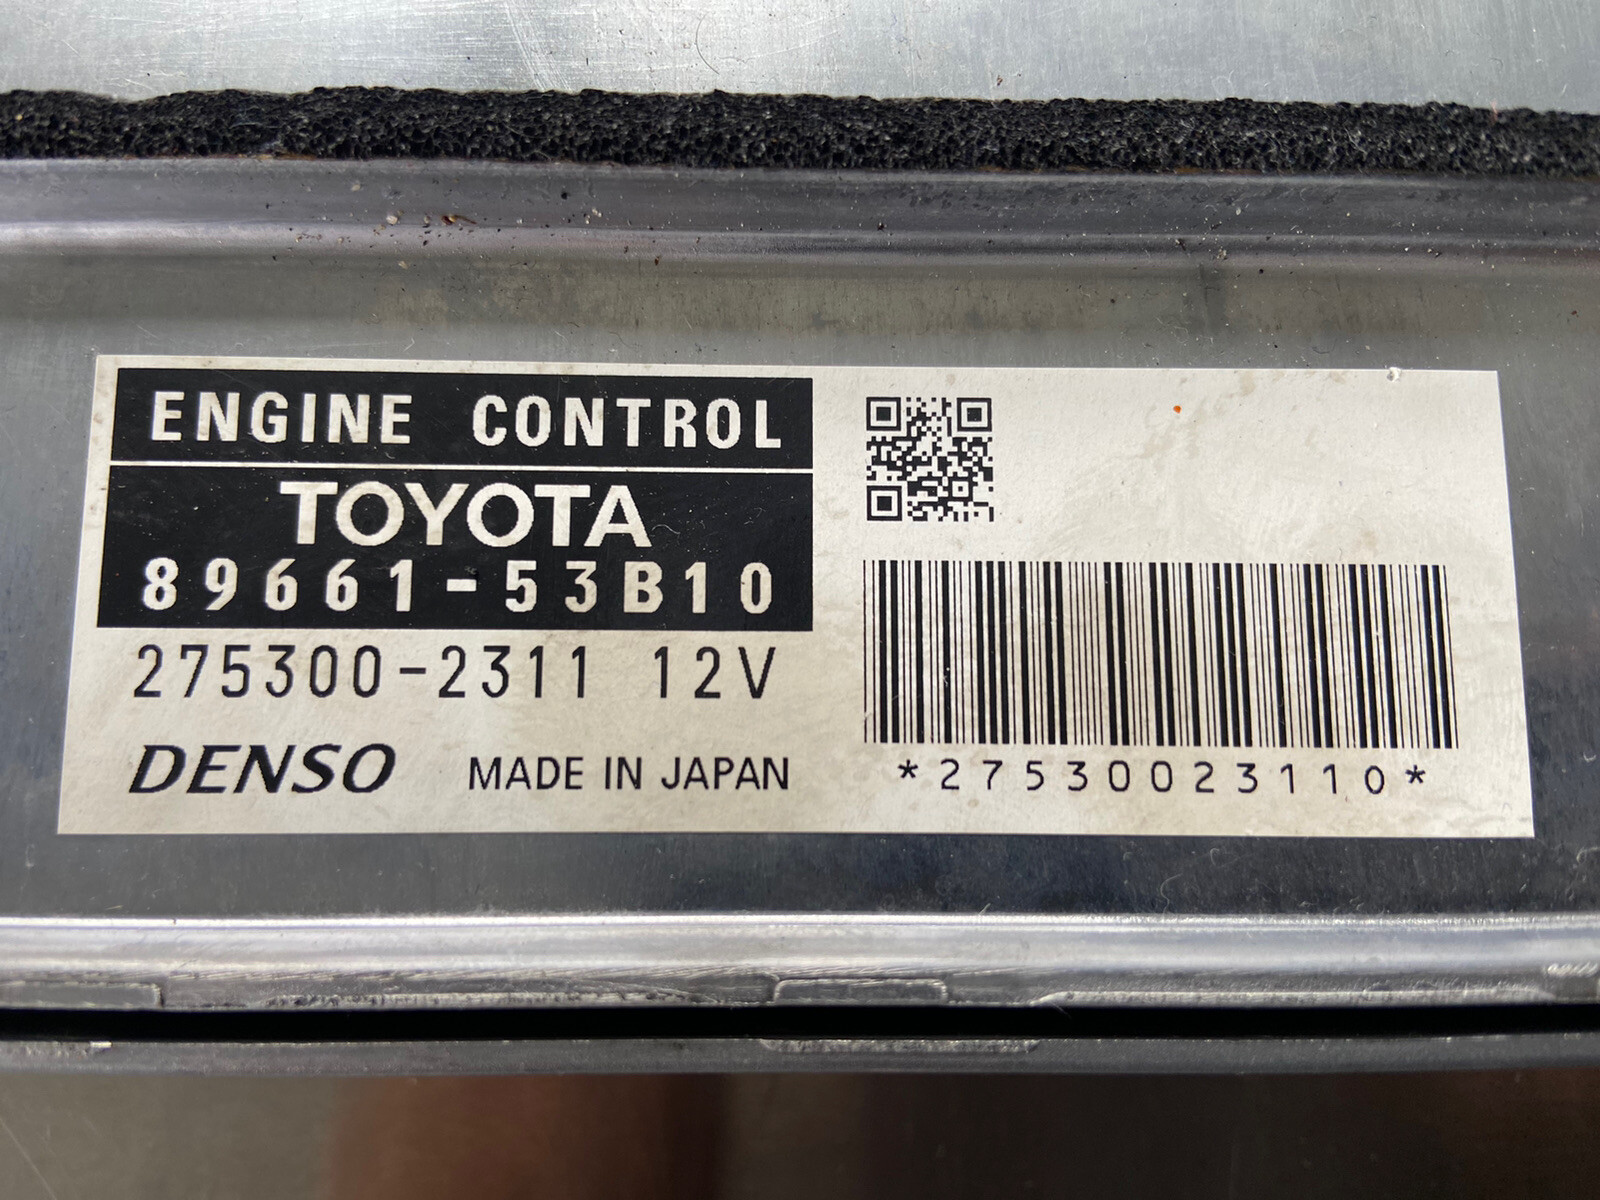 ENGINE CONTROL
TOYOTA
89661-53B10
275300-2311 12V
DENSO MADE IN JAPAN
*27530023110*